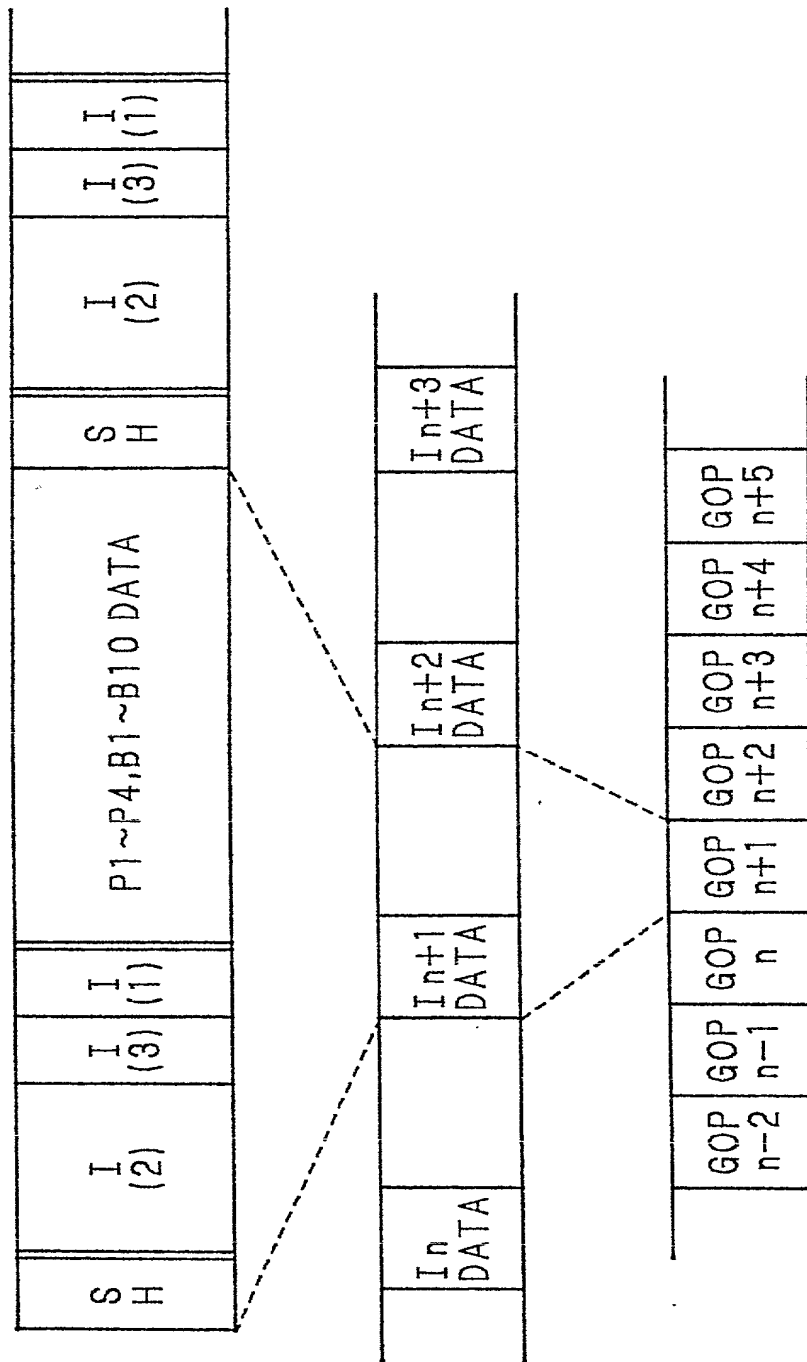 S
H
I
(2)
I
(3)
I
(1)
P1~P4,B1~B10 DATA
S
H
I
(2)
I
(3)
I
(1)
In
DATA
In+1
DATA
In+2
DATA
In+3
DATA
GOP
n-2
GOP
n-1
GOP
n
GOP
n+1
GOP
n+2
GOP
n+3
GOP
n+4
GOP
n+5